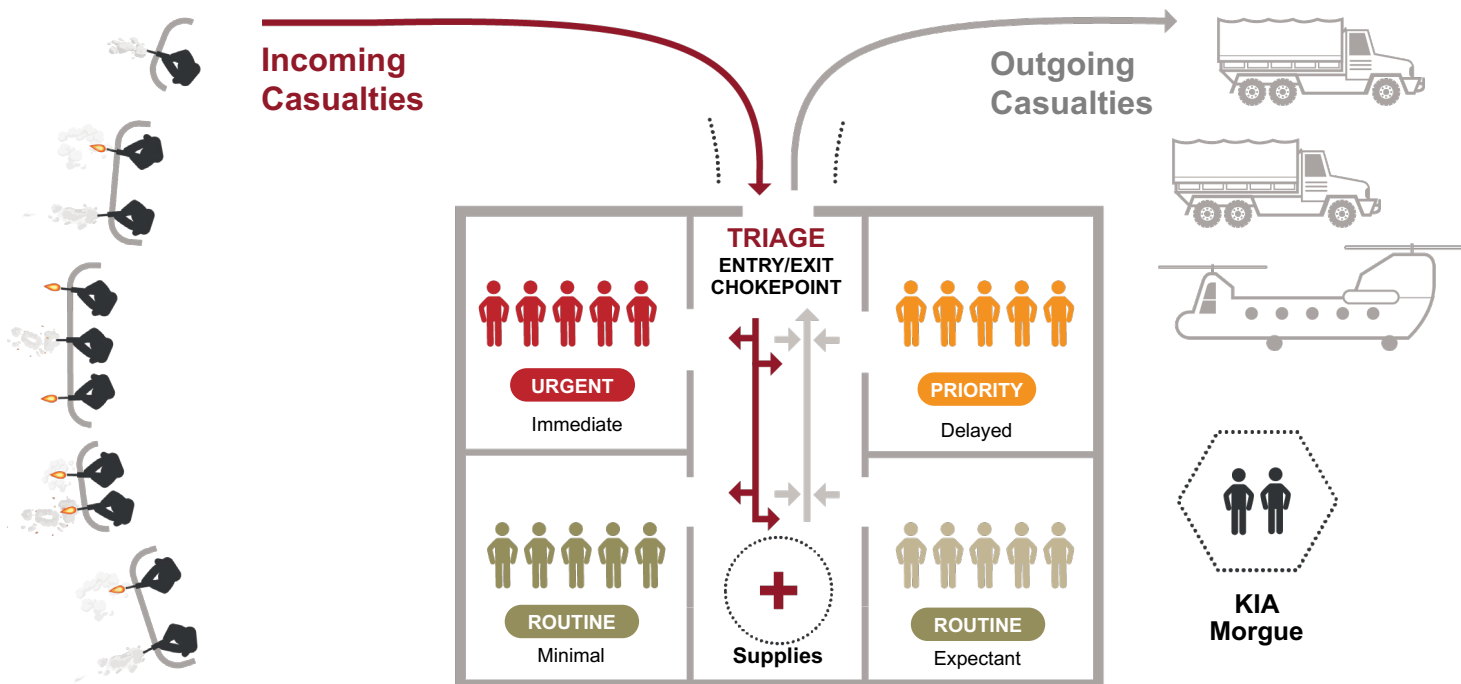 Incoming
Casualties
Outgoing
Casualties
TRIAGE
ENTRY/EXIT
CHOKEPOINT
URGENT
Immediate
PRIORITY
Delayed
ROUTINE
Minimal
Supplies
ROUTINE
Expectant
KIA
Morgue